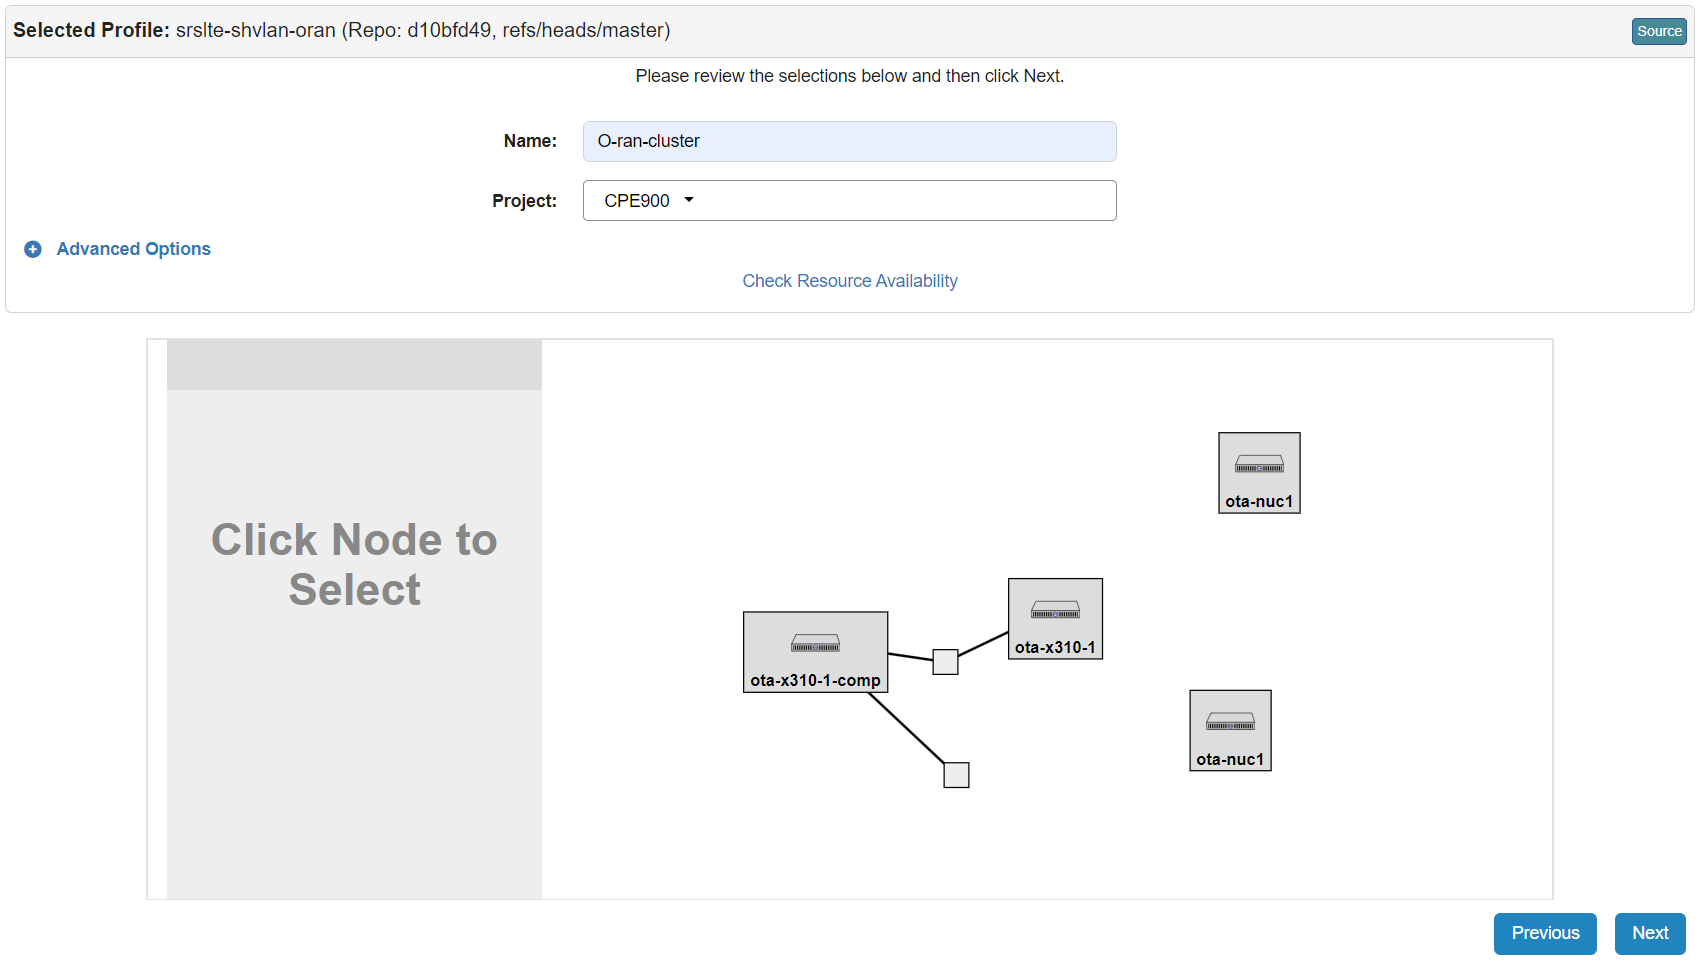 Selected Profile: srslte-shvlan-oran (Repo: d10bfd49, refs/heads/master)
Source
Please review the selections below and then click Next.
Name:
O-ran-cluster
Project:
CPE900
Advanced Options
Check Resource Availability
Click Node to
Select
ota-nuc1
ota-x310-1
ota-x310-1-comp
ota-nuc1
Previous
Next